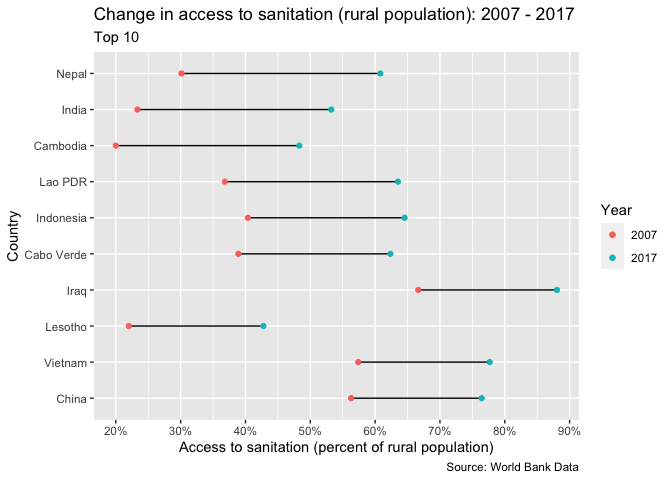 Change in access to sanitation (rural population): 2007 - 2017
Top 10
Country
Nepal
India
Cambodia
Lao PDR
Indonesia
Cabo Verde
Iraq
Lesotho
Vietnam
China
20% 30% 40% 50% 60% 70% 80% 90%
Access to sanitation (percent of rural population)
Year
2007
2017
Source: World Bank Data